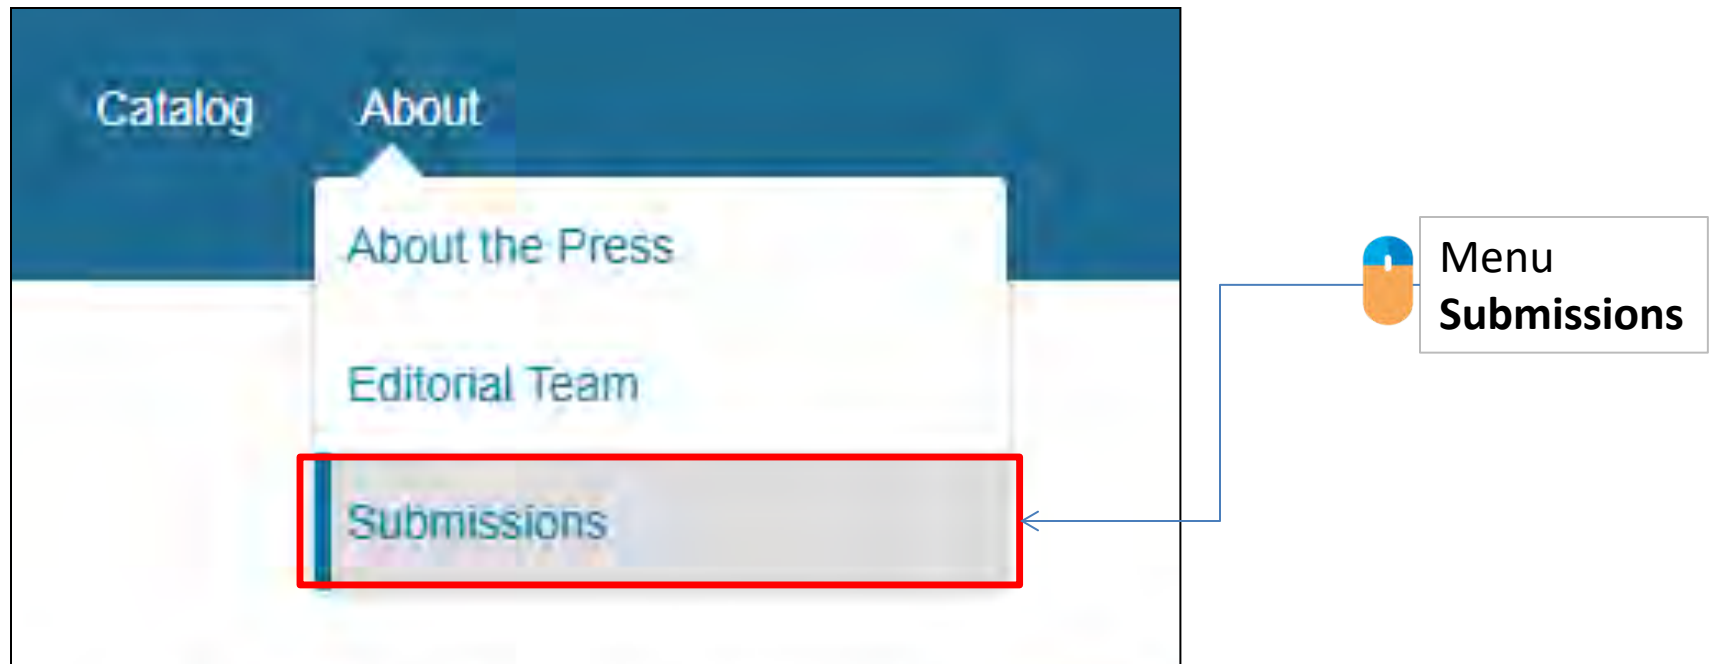 Catalog About
About the Press
Editorial Team
Submissions
Menu
Submissions